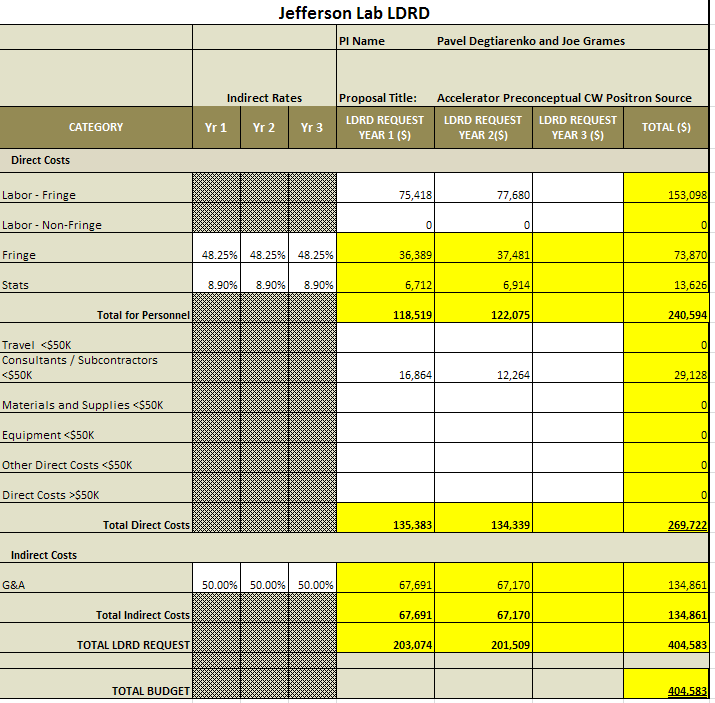 Jefferson Lab LDRD
PI Name Pavel Degtiarenko and Joe Grames
Indirect Rates Proposal Title: Accelerator Preconceptual CW Positron Source
CATEGORY Yr 1 Yr 2 Yr 3 LDRD REQUEST YEAR 1 ($) LDRD REQUEST YEAR 2($) LDRD REQUEST YEAR 3 ($) TOTAL ($)
Direct Costs
Labor - Fringe 75,418 77,680 153,098
Labor - Non-Fringe 0 0 0
Fringe 48.25% 48.25% 48.25% 36,389 37,481 73,870
Stats 8.90% 8.90% 8.90% 6,712 6,914 13,626
Total for Personnel 118,519 122,075 240,594
Travel <$50K 0
Consultants / Subcontractors
<$50K 16,864 12,264 29,128
Materials and Supplies <$50K 0
Equipment <$50K 0
Other Direct Costs <$50K 0
Direct Costs >$50K 0
Total Direct Costs 135,383 134,339 269,722
Indirect Costs
G&A 50.00% 50.00% 50.00% 67,691 67,170 134,861
Total Indirect Costs 67,691 67,170 134,861
TOTAL LDRD REQUEST 203,074 201,509 404,583
TOTAL BUDGET 404,583